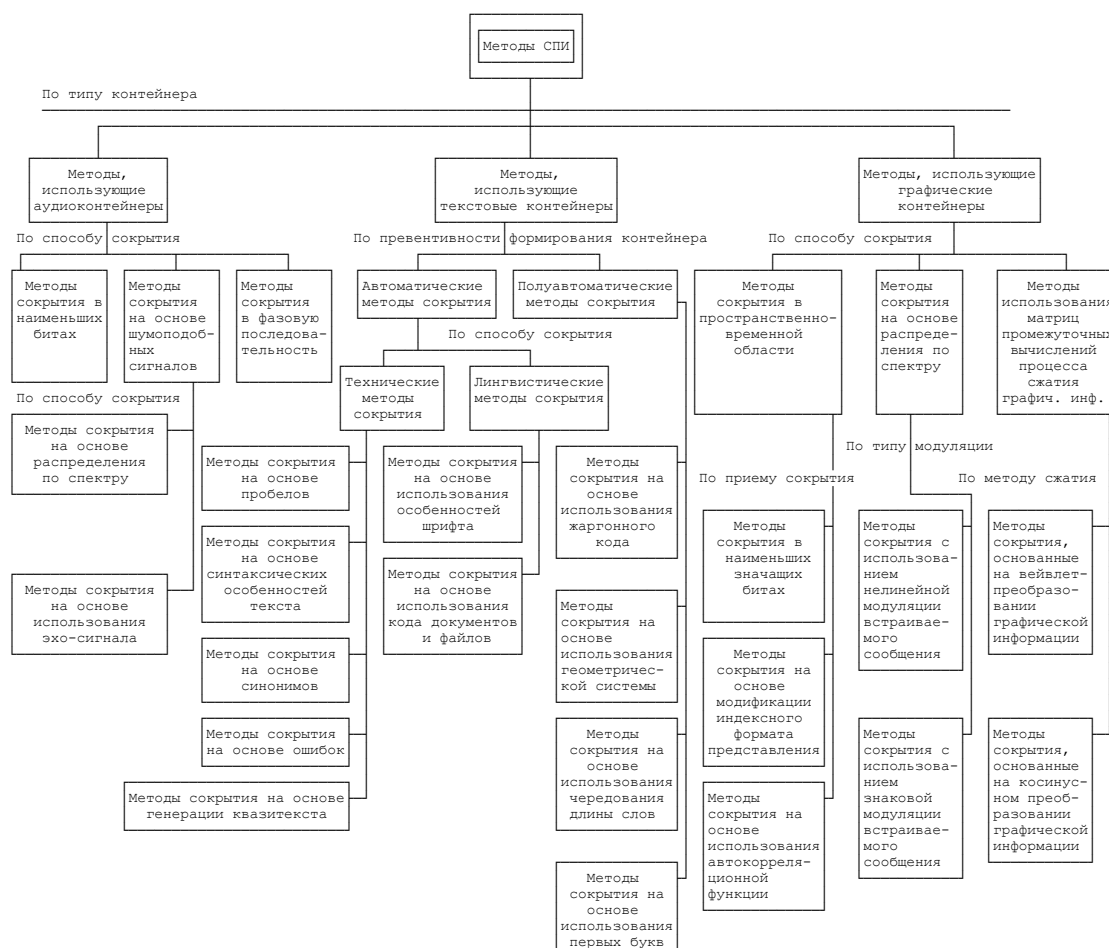 Методы СПИ
По типу контейнера
Методы,
использующие
аудиоконтейнеры
Методы,
использующие
текстовые контейнеры
Методы, использующие
графические
контейнеры
По способу сокрытия
По превентивности формирования контейнера
По способу сокрытия
Методы
сокрытия в
наименьших
битах
Методы
сокрытия
на основе
шумоподоб-
ных
сигналов
Методы
сокрытия
в фазовую
последова-
тельность
Автоматические
методы сокрытия
Полуавтоматические
методы сокрытия
Методы
сокрытия в
пространственно-
временной
области
Методы
сокрытия
на основе
распреде-
ления по
спектру
Методы
использования
матриц
промежуточных
вычислений
процесса
сжатия
графич. инф.
По способу сокрытия
Технические
методы
сокрытия
Лингвистические
методы сокрытия
По способу сокрытия
Методы сокрытия
на основе
распределения
по спектру
Методы сокрытия
на основе
использования
эхо-сигнала
Методы сокрытия
на основе
пробелов
Методы сокрытия
на основе
синтаксических
особенностей
текста
Методы сокрытия
на основе
синонимов
Методы сокрытия
на основе ошибок
Методы сокрытия на основе
генерации квазитекста
Методы сокрытия
на основе
использования
особенностей
шрифта
Методы сокрытия
на основе
использования
кода документов
и файлов
Методы
сокрытия на
основе
использования
жаргонного
кода
Методы
сокрытия на
основе
использования
геометричес-
кой системы
Методы
сокрытия на
основе
использования
чередования
длины слов
Методы
сокрытия на
основе
использования
первых букв
По приему сокрытия
Методы
сокрытия в
наименьших
значащих
битах
Методы
сокрытия на
основе
модификации
индексного
формата
представления
Методы
сокрытия на
основе
использования
автокорреля-
ционной
функции
По типу модуляции
Методы
сокрытия с
использова-
нием
нелинейной
модуляции
встраивае-
мого
сообщения
Методы
сокрытия с
использова-
нием
знаковой
модуляции
встраивае-
мого
сообщения
По методу сжатия
Методы
сокрытия,
основанные
на вейвлет-
преобразо-
вании
графической
информации
Методы
сокрытия,
основанные
на косинус-
ном преоб-
разовании
графической
информации